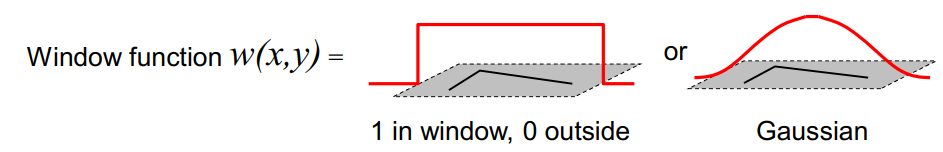 Window function w(x,y) =
or
1 in window, 0 outside
Gaussian